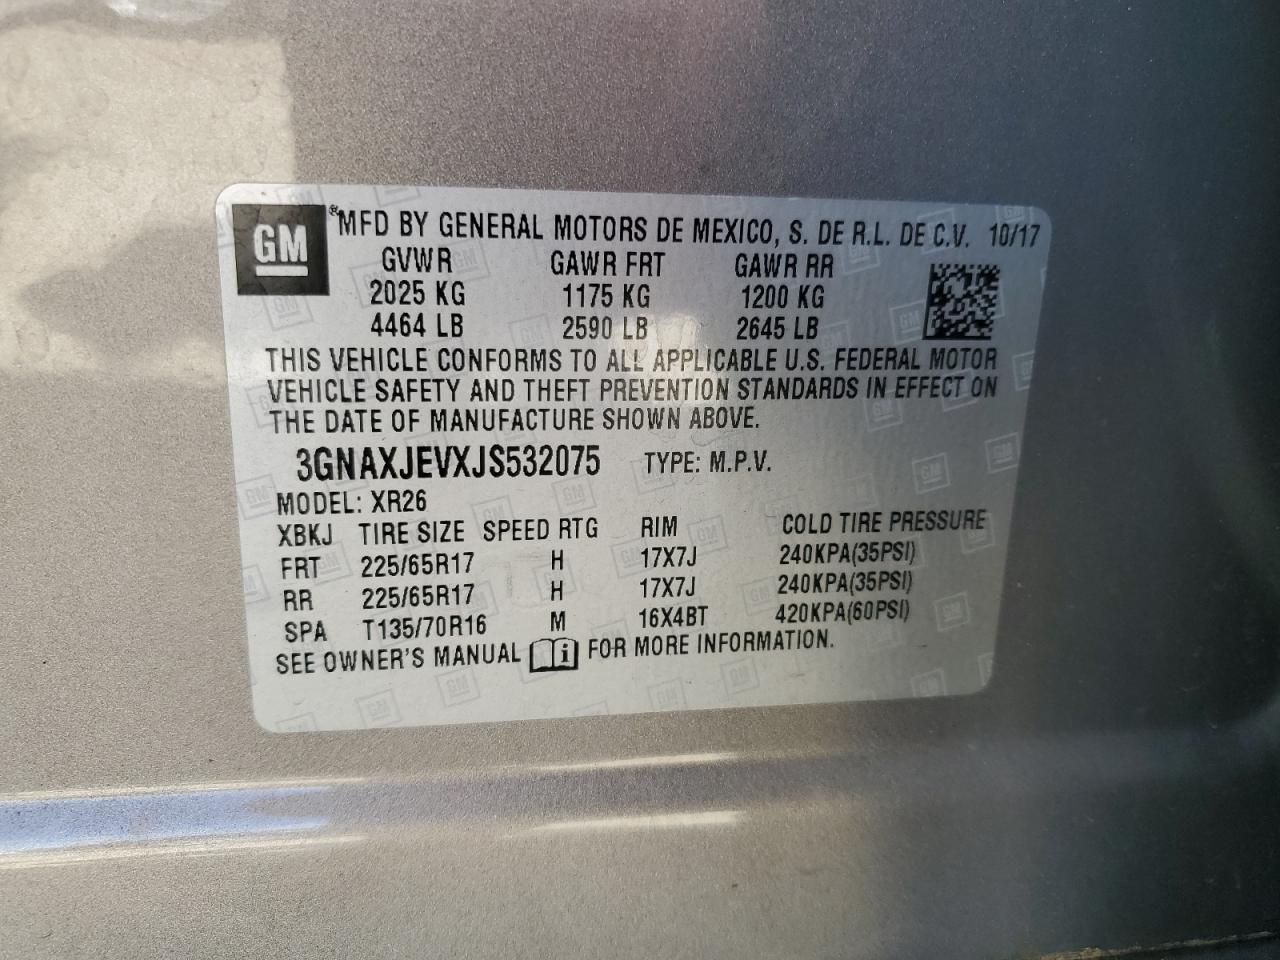 GM
MFD BY GENERAL MOTORS DE MEXICO, S. DE R.L. DE C.V. 10/17
GVWR GAWR FRT GAWR RR
2025 KG 1175 KG 1200 KG
4464 LB 2590 LB 2645 LB
THIS VEHICLE CONFORMS TO ALL APPLICABLE U.S. FEDERAL MOTOR
VEHICLE SAFETY AND THEFT PREVENTION STANDARDS IN EFFECT ON
THE DATE OF MANUFACTURE SHOWN ABOVE.
3GNAXJEVXJS532075 TYPE: M.P.V.
MODEL: XR26
XBKJ TIRE SIZE SPEED RTG RIM COLD TIRE PRESSURE
FRT 225/65R17 H 17X7J 240KPA(35PSI)
RR 225/65R17 H 17X7J 240KPA(35PSI)
SPA T135/70R16 M 16X4BT 420KPA(60PSI)
SEE OWNER'S MANUAL i FOR MORE INFORMATION.